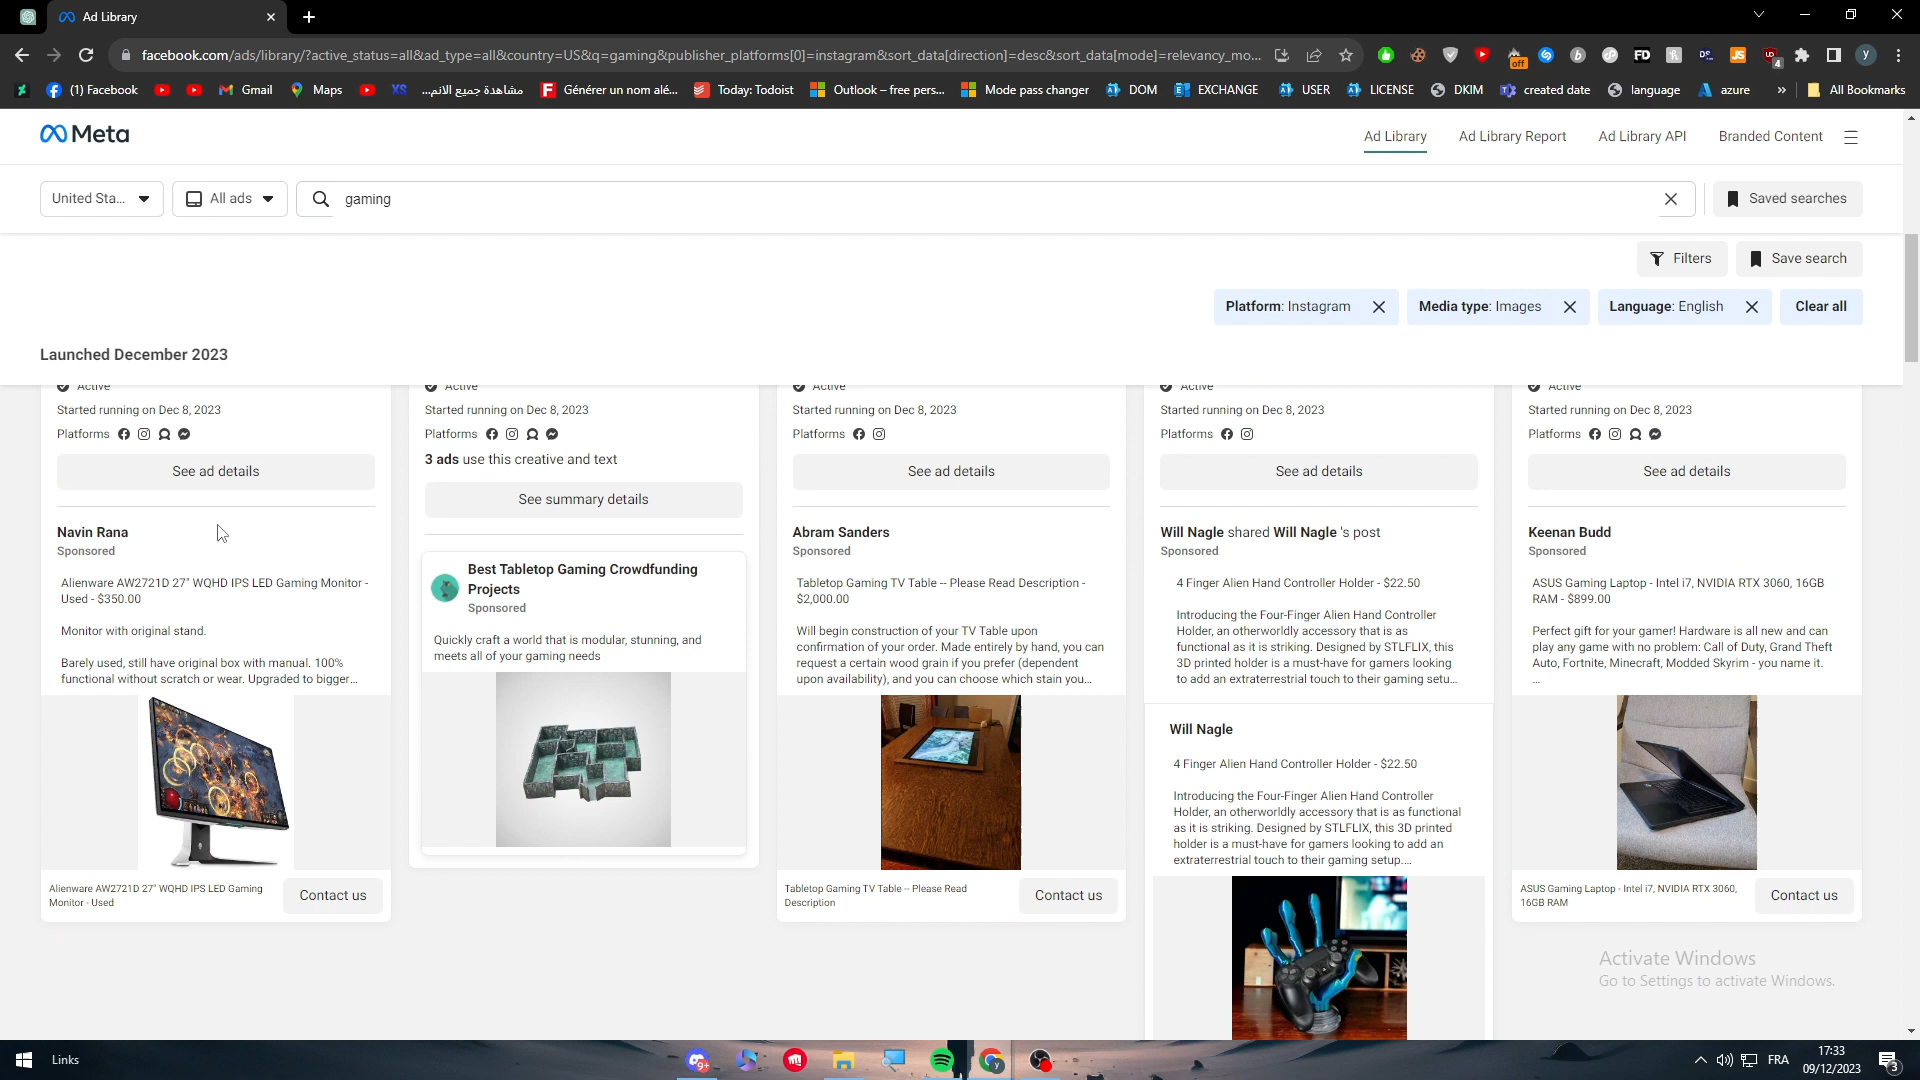 Ad Library
facebook.com/ads/library/?active_status=all&ad_type=all&country=US&q=gaming&publisher_platforms[0]=instagram&sort_data[direction]=desc&sort_data[mode]=relevancy_mo...
off
FD
JS
4
y
(1) Facebook
Gmail
Maps
XS
مشاهدة جميع الانم...
Générer un nom alé...
Today: Todoist
Outlook – free pers...
Mode pass changer
DOM
EXCHANGE
USER
LICENSE
DKIM
created date
language
azure
»
All Bookmarks
Meta
Ad Library
Ad Library Report
Ad Library API
Branded Content
United Sta...
All ads
gaming
Saved searches
Filters
Save search
Platform: Instagram
Media type: Images
Language: English
Clear all
Launched December 2023
Active
Started running on Dec 8, 2023
Platforms
See ad details
Navin Rana
Sponsored
Alienware AW2721D 27" WQHD IPS LED Gaming Monitor -
Used - $350.00
Monitor with original stand.
Barely used, still have original box with manual. 100%
functional without scratch or wear. Upgraded to bigger...
Alienware AW2721D 27" WQHD IPS LED Gaming
Monitor - Used
Contact us
Active
Started running on Dec 8, 2023
Platforms
3 ads use this creative and text
See summary details
Best Tabletop Gaming Crowdfunding
Projects
Sponsored
Quickly craft a world that is modular, stunning, and
meets all of your gaming needs
Active
Started running on Dec 8, 2023
Platforms
See ad details
Abram Sanders
Sponsored
Tabletop Gaming TV Table -- Please Read Description -
$2,000.00
Will begin construction of your TV Table upon
confirmation of your order. Made entirely by hand, you can
request a certain wood grain if you prefer (dependent
upon availability), and you can choose which stain you...
Tabletop Gaming TV Table -- Please Read
Description
Contact us
Active
Started running on Dec 8, 2023
Platforms
See ad details
Will Nagle shared Will Nagle 's post
Sponsored
4 Finger Alien Hand Controller Holder - $22.50
Introducing the Four-Finger Alien Hand Controller
Holder, an otherworldly accessory that is as
functional as it is striking. Designed by STLFLIX, this
3D printed holder is a must-have for gamers looking
to add an extraterrestrial touch to their gaming setu...
Will Nagle
4 Finger Alien Hand Controller Holder - $22.50
Introducing the Four-Finger Alien Hand Controller
Holder, an otherworldly accessory that is as functional
as it is striking. Designed by STLFLIX, this 3D printed
holder is a must-have for gamers looking to add an
extraterrestrial touch to their gaming setup....
Active
Started running on Dec 8, 2023
Platforms
See ad details
Keenan Budd
Sponsored
ASUS Gaming Laptop - Intel i7, NVIDIA RTX 3060, 16GB
RAM - $899.00
Perfect gift for your gamer! Hardware is all new and can
play any game with no problem: Call of Duty, Grand Theft
Auto, Fortnite, Minecraft, Modded Skyrim - you name it.
...
ASUS Gaming Laptop - Intel i7, NVIDIA RTX 3060,
16GB RAM
Contact us
Activate Windows
Go to Settings to activate Windows.
Links
9+
FRA
17:33
09/12/2023
3